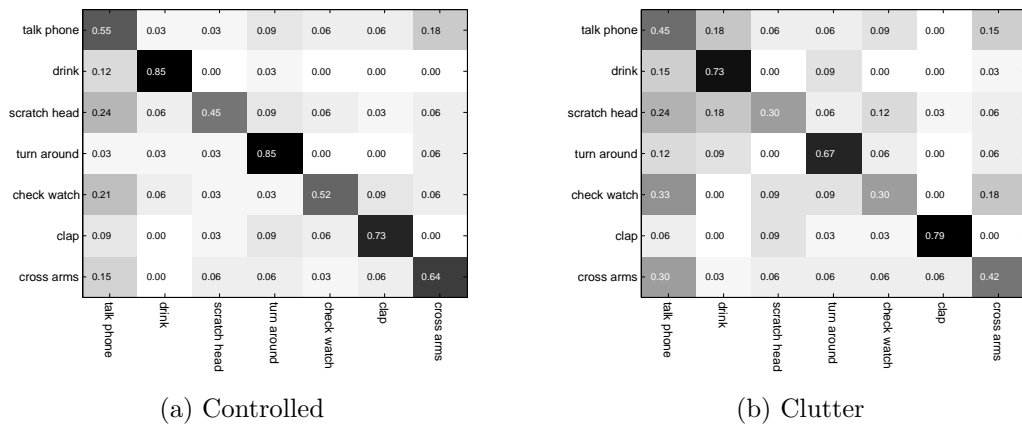 talk phone 0.55 0.03 0.03 0.09 0.06 0.06 0.18
drink 0.12 0.85 0.00 0.03 0.00 0.00 0.00
scratch head 0.24 0.06 0.45 0.09 0.06 0.03 0.06
turn around 0.03 0.03 0.03 0.85 0.00 0.00 0.06
check watch 0.21 0.06 0.03 0.03 0.52 0.09 0.06
clap 0.09 0.00 0.03 0.09 0.06 0.73 0.00
cross arms 0.15 0.00 0.06 0.06 0.03 0.06 0.64
talk phone drink scratch head turn around check watch clap cross arms
(a) Controlled
talk phone 0.45 0.18 0.06 0.06 0.09 0.00 0.15
drink 0.15 0.73 0.00 0.09 0.00 0.00 0.03
scratch head 0.24 0.18 0.30 0.06 0.12 0.03 0.06
turn around 0.12 0.09 0.00 0.67 0.06 0.00 0.06
check watch 0.33 0.00 0.09 0.09 0.30 0.00 0.18
clap 0.06 0.00 0.09 0.03 0.03 0.79 0.00
cross arms 0.30 0.03 0.06 0.06 0.06 0.06 0.42
talk phone drink scratch head turn around check watch clap cross arms
(b) Clutter